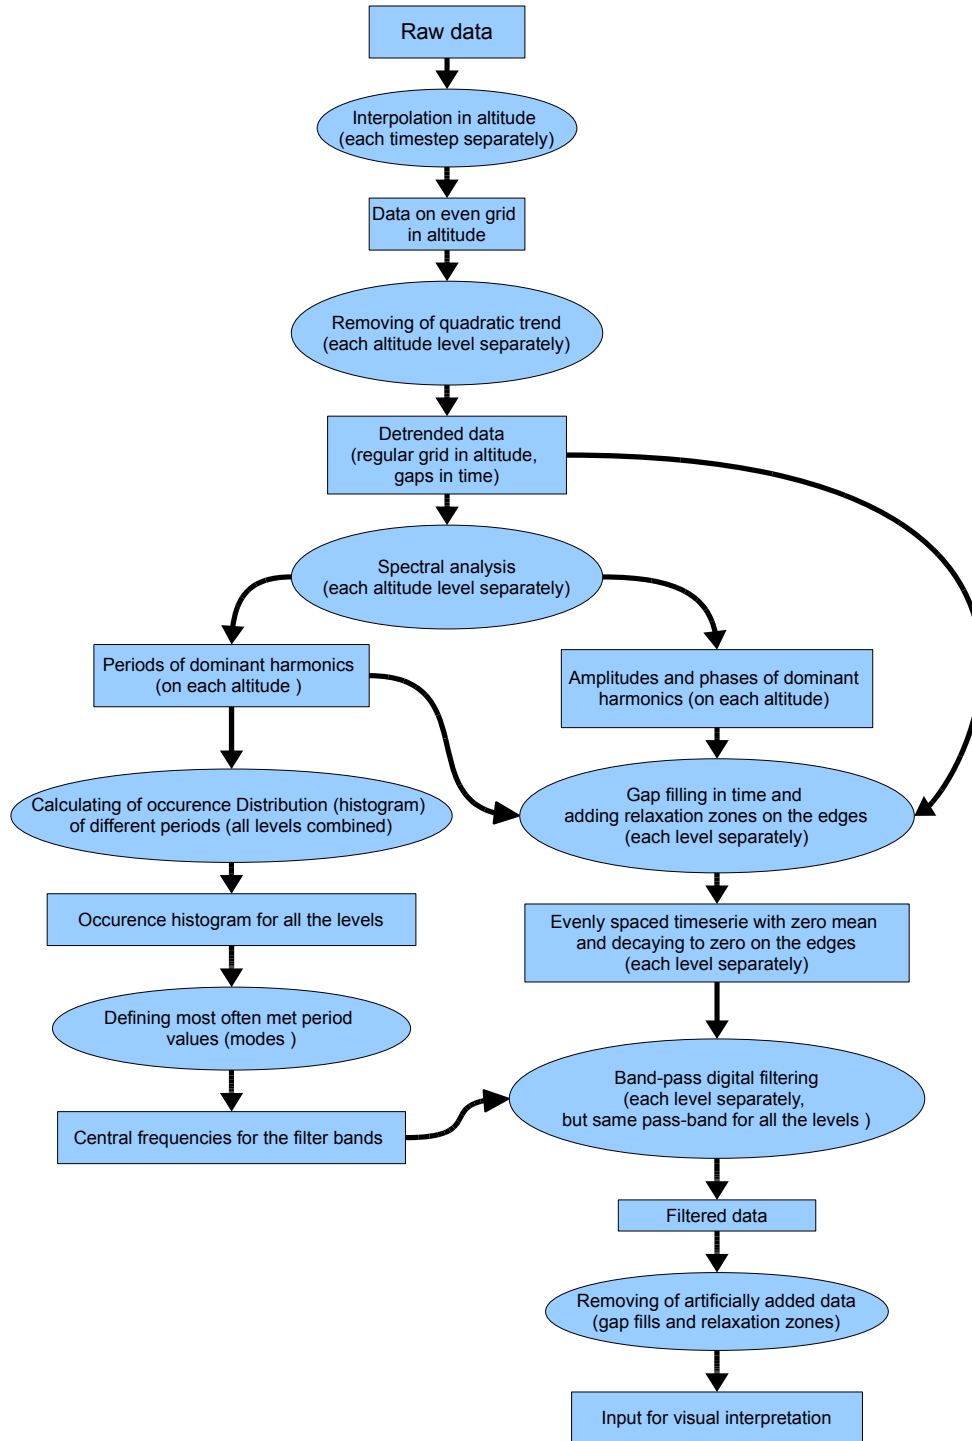 Raw data
Interpolation in altitude
(each timestep separately)
Data on even grid
in altitude
Removing of quadratic trend
(each altitude level separately)
Detrended data
(regular grid in altitude,
gaps in time)
Spectral analysis
(each altitude level separately)
Periods of dominant harmonics
(on each altitude )
Amplitudes and phases of dominant
harmonics (on each altitude)
Calculating of occurence Distribution (histogram)
of different periods (all levels combined)
Gap filling in time and
adding relaxation zones on the edges
(each level separately)
Occurence histogram for all the levels
Evenly spaced timeserie with zero mean
and decaying to zero on the edges
(each level separately)
Defining most often met period
values (modes )
Band-pass digital filtering
(each level separately,
but same pass-band for all the levels )
Central frequencies for the filter bands
Filtered data
Removing of artificially added data
(gap fills and relaxation zones)
Input for visual interpretation